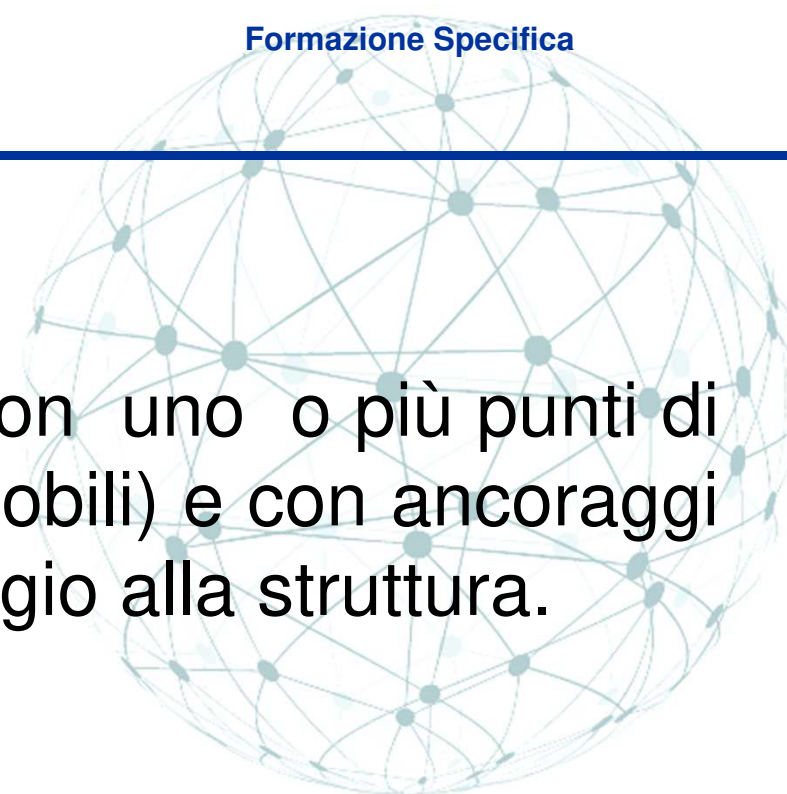 Formazione Specifica
on uno o più punti di
obili) e con ancoraggi
gio alla struttura.